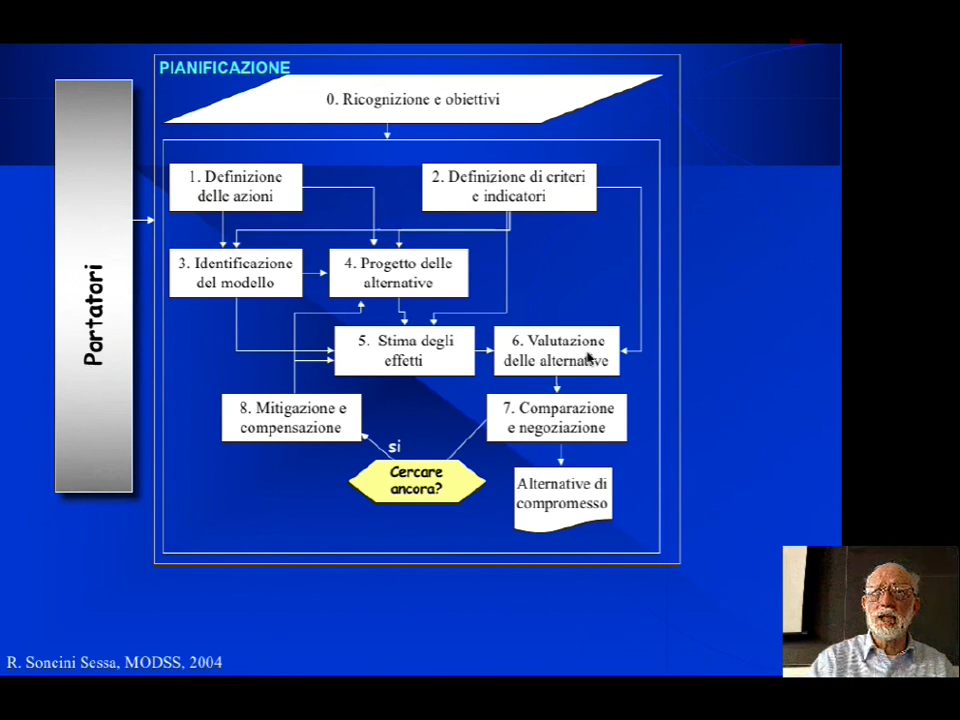 PIANIFICAZIONE
0. Ricognizione e obiettivi
1. Definizione
delle azioni
2. Definizione di criteri
e indicatori
3. Identificazione
del modello
4. Progetto delle
alternative
5. Stima degli
effetti
6. Valutazione
delle alternative
8. Mitigazione e
compensazione
7. Comparazione
e negoziazione
si
Cercare
ancora?
Alternative di
compromesso
Portatori
R. Soncini Sessa, MODSS, 2004